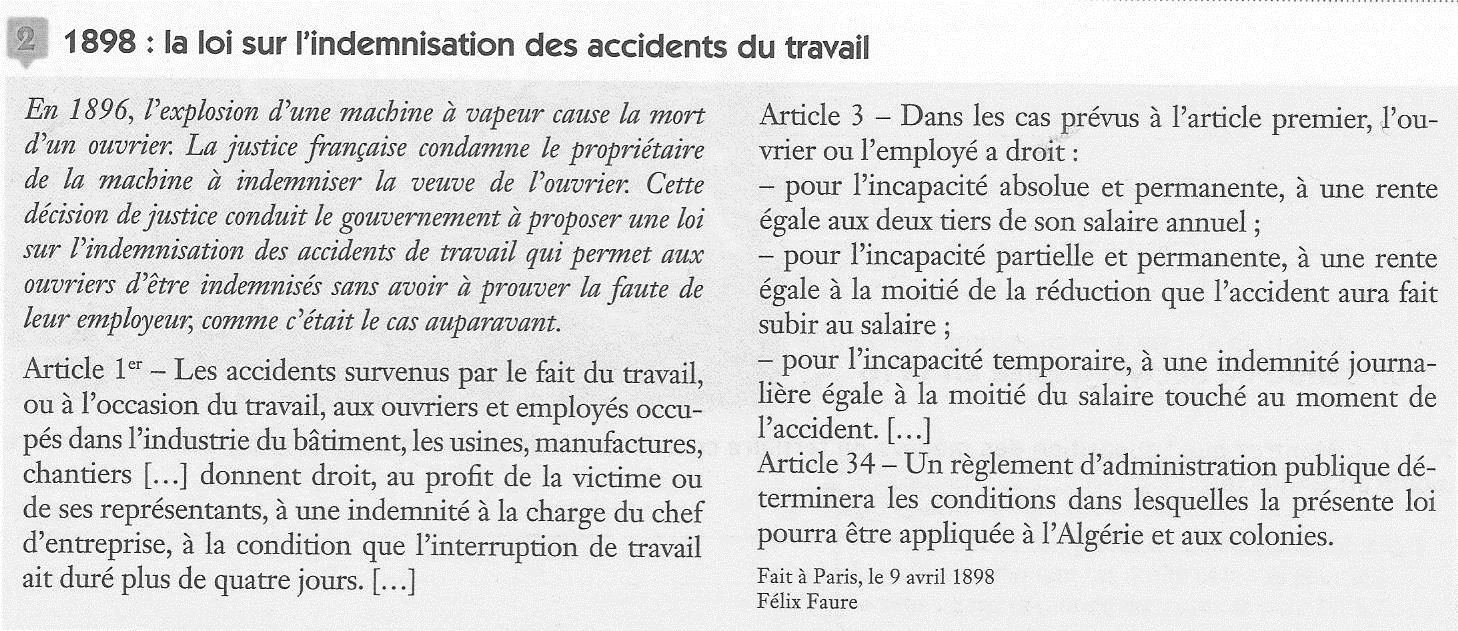 2 1898 : la loi sur l'indemnisation des accidents du travail
En 1896, l'explosion d'une machine à vapeur cause la mort
d'un ouvrier. La justice française condamne le propriétaire
de la machine à indemniser la veuve de l'ouvrier. Cette
décision de justice conduit le gouvernement à proposer une loi
sur l'indemnisation des accidents de travail qui permet aux
ouvriers d'être indemnisés sans avoir à prouver la faute de
leur employeur, comme c'était le cas auparavant.
Article 1er – Les accidents survenus par le fait du travail,
ou à l'occasion du travail, aux ouvriers et employés occu-
pés dans l'industrie du bâtiment, les usines, manufactures,
chantiers […] donnent droit, au profit de la victime ou
de ses représentants, à une indemnité à la charge du chef
d'entreprise, à la condition que l'interruption de travail
ait duré plus de quatre jours. […]
Article 3 – Dans les cas prévus à l'article premier, l'ou-
vrier ou l'employé a droit :
– pour l'incapacité absolue et permanente, à une rente
égale aux deux tiers de son salaire annuel ;
– pour l'incapacité partielle et permanente, à une rente
égale à la moitié de la réduction que l'accident aura fait
subir au salaire ;
– pour l'incapacité temporaire, à une indemnité journa-
lière égale à la moitié du salaire touché au moment de
l'accident. […]
Article 34 – Un règlement d'administration publique dé-
terminera les conditions dans lesquelles la présente loi
pourra être appliquée à l'Algérie et aux colonies.
Fait à Paris, le 9 avril 1898
Félix Faure